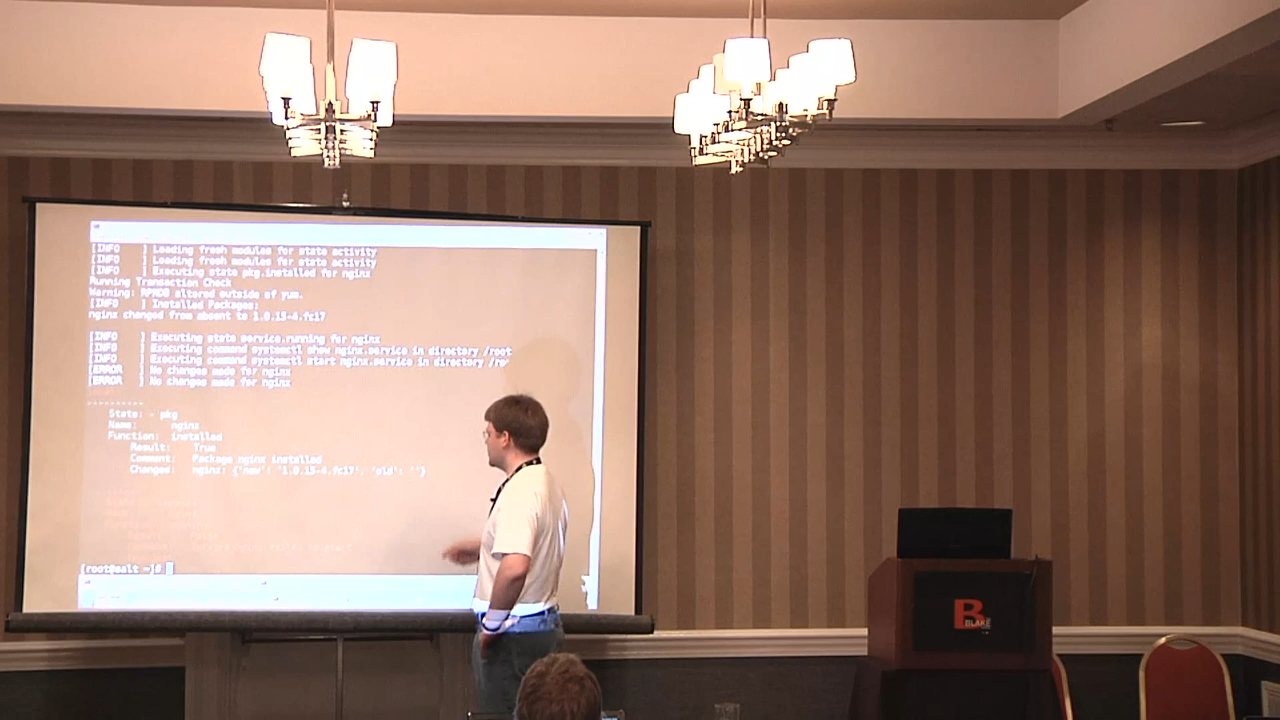 [INFO    ] Loading fresh modules for state activity
[INFO    ] Loading fresh modules for state activity
[INFO    ] Executing state pkg.installed for nginx
Running Transaction Check
Warning: RPMDB altered outside of yum.
[INFO    ] Installed Packages:
nginx changed from absent to 1.0.15-4.fc17
[INFO    ] Executing state service.running for nginx
[INFO    ] Executing command systemctl show nginx.service in directory /root
[INFO    ] Executing command systemctl start nginx.service in directory /ro
[ERROR   ] No changes made for nginx
[ERROR   ] No changes made for nginx
----------
State: - pkg
Name: nginx
Function: installed
Result: True
Comment: Package nginx installed
Changes: nginx: {'new': '1.0.15-4.fc17', 'old': ''}
Result: False
[root@salt ~]#
B
BLAKE